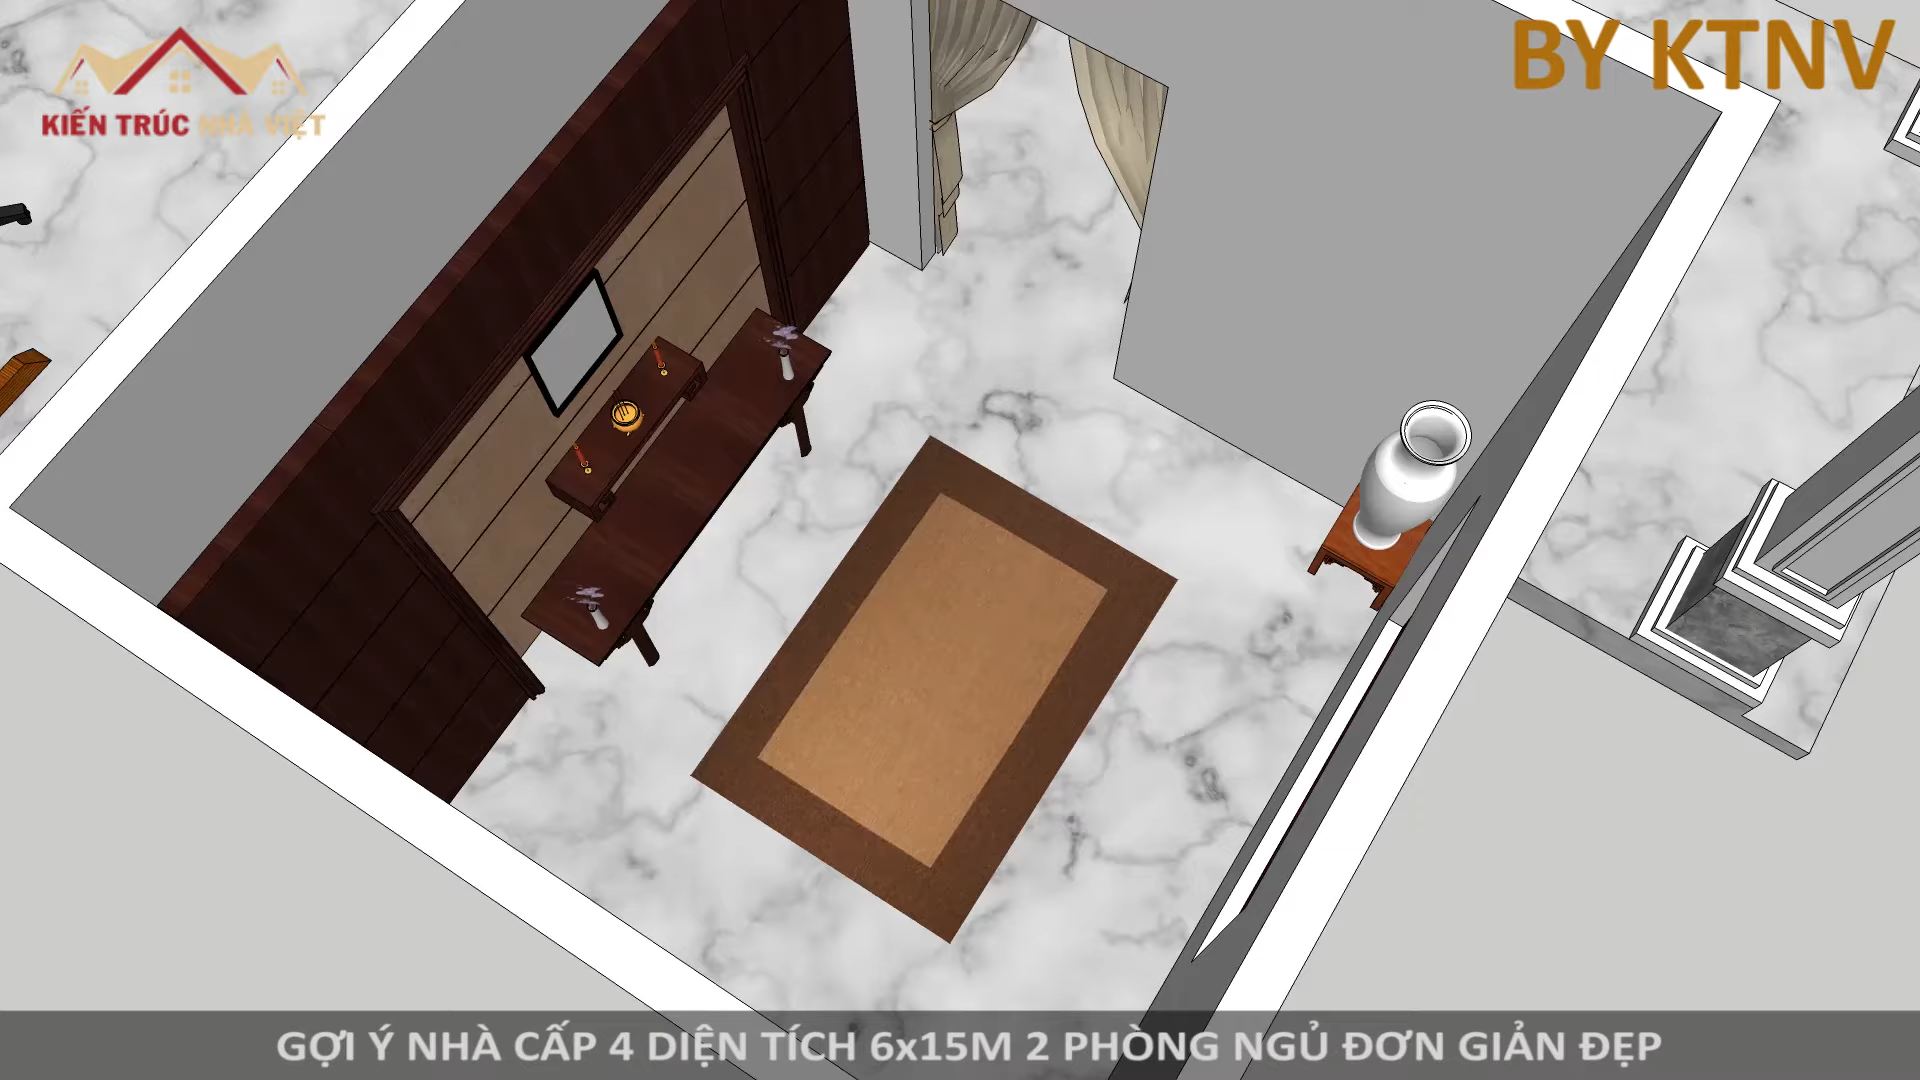 BY KTNV
KIẾN TRÚC NHÀ VIỆT
GỢI Ý NHÀ CẤP 4 DIỆN TÍCH 6x15M 2 PHÒNG NGỦ ĐƠN GIẢN ĐẸP